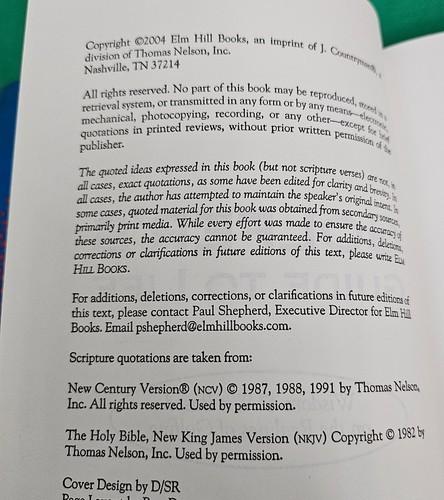 Copyright ©2004 Elm Hill Books, an imprint of J. Countryman®, a
division of Thomas Nelson, Inc.
Nashville, TN 37214
All rights reserved. No part of this book may be reproduced, stored in a
retrieval system, or transmitted in any form or by any means—electronic,
mechanical, photocopying, recording, or any other—except for brief
quotations in printed reviews, without prior written permission of the
publisher.
The quoted ideas expressed in this book (but not scripture verses) are not, in
all cases, exact quotations, as some have been edited for clarity and brevity. In
all cases, the author has attempted to maintain the speaker's original intent. In
some cases, quoted material for this book was obtained from secondary sources,
primarily print media. While every effort was made to ensure the accuracy of
these sources, the accuracy cannot be guaranteed. For additions, deletions,
corrections or clarifications in future editions of this text, please write ELM
HILL BOOKS.
For additions, deletions, corrections, or clarifications in future editions of
this text, please contact Paul Shepherd, Executive Director for Elm Hill
Books. Email pshepherd@elmhillbooks.com.
Scripture quotations are taken from:
New Century Version® (NCV) © 1987, 1988, 1991 by Thomas Nelson,
Inc. All rights reserved. Used by permission.
The Holy Bible, New King James Version (NKJV) Copyright © 1982 by
Thomas Nelson, Inc. Used by permission.
Cover Design by D/SR